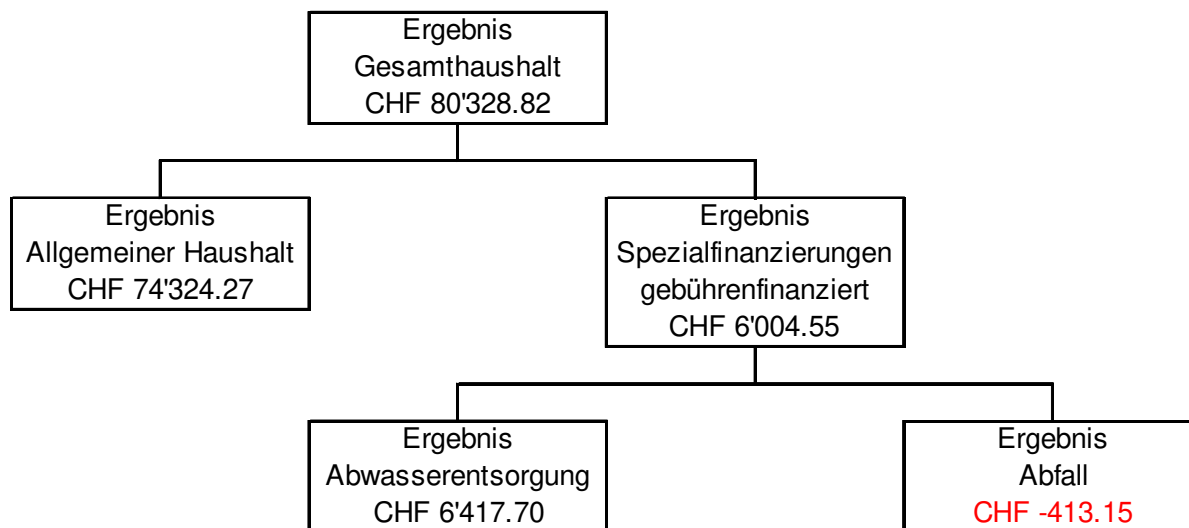 Ergebnis
Gesamthaushalt
CHF 80'328.82
Ergebnis
Allgemeiner Haushalt
CHF 74'324.27
Ergebnis
Spezialfinanzierungen
gebührenfinanziert
CHF 6'004.55
Ergebnis
Abwasserentsorgung
CHF 6'417.70
Ergebnis
Abfall
CHF -413.15